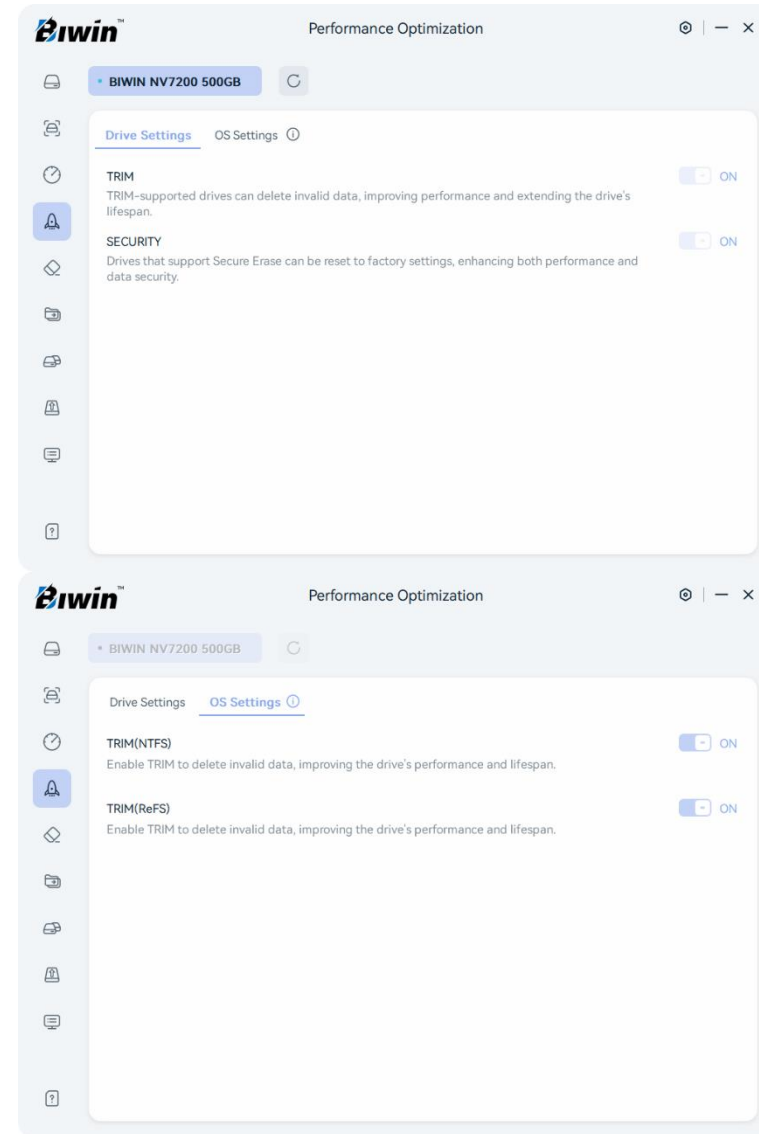 Biwin™
Performance Optimization
BIWIN NV7200 500GB
Drive Settings OS Settings
TRIM
ON
TRIM-supported drives can delete invalid data, improving performance and extending the drive's
lifespan.
SECURITY
ON
Drives that support Secure Erase can be reset to factory settings, enhancing both performance and
data security.
Biwin™
Performance Optimization
BIWIN NV7200 500GB
Drive Settings OS Settings
TRIM(NTFS)
ON
Enable TRIM to delete invalid data, improving the drive's performance and lifespan.
TRIM(ReFS)
ON
Enable TRIM to delete invalid data, improving the drive's performance and lifespan.